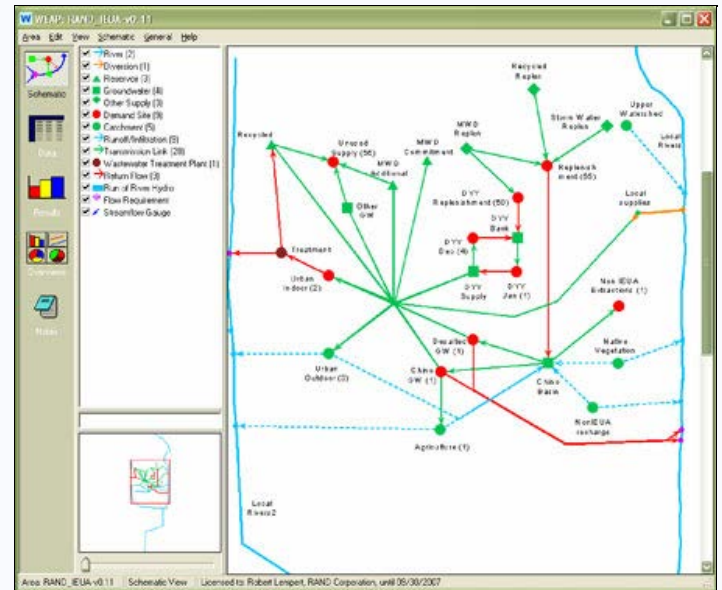 WEAP: RAND_IEUA-v0.11
Area Edit View Schematic General Help
Schematic
Data
Results
Overviews
Notes
River (2)
Diversion (1)
Reservoir (3)
Groundwater (4)
Other Supply (3)
Demand Site (9)
Catchment (5)
Runoff/Infiltration (9)
Transmission Link (28)
Wastewater Treatment Plant (1)
Return Flow (3)
Run of River Hydro
Flow Requirement
Streamflow Gauge
Recycled
Replen
MWD
Replen
Storm Water
Replen
Upper
Watershed
Local
Rivers
Recycled
Unused
Supply (56)
MWD
Additional
MWD
Commitment
Replenish
ment (55)
Other
GW
DYY
Replenishment (50)
DYY
Bank
Local
supplies
Treatment
Urban
Indoor (2)
DYY
Dec (4)
DYY
Supply
DYY
Jan (1)
Non IEUA
Extractions (1)
Urban
Outdoor (3)
Desalted
GW (1)
Chino
GW (1)
Chino
Basin
Native
Vegetation
NonIEUA
recharge
Agriculture (1)
Local
Rivers2
Area: RAND_IEUA-v0.11 Schematic View Licensed to: Robert Lempert, RAND Corporation, until 09/30/2007